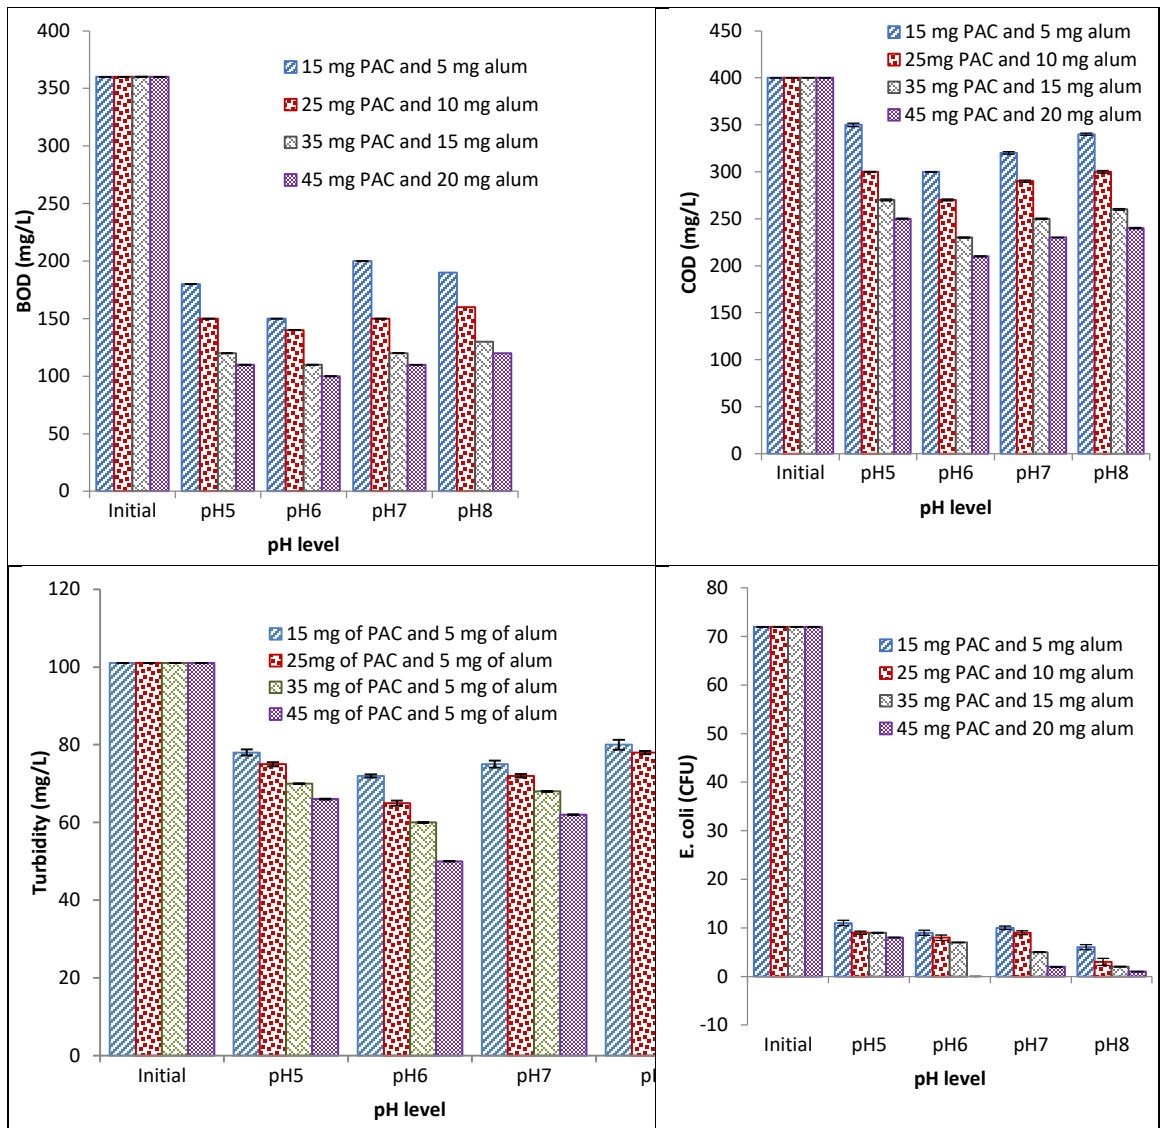 400
350
300
250
200
150
100
50
0
BOD (mg/L)
15 mg PAC and 5 mg alum
25 mg PAC and 10 mg alum
35 mg PAC and 15 mg alum
45 mg PAC and 20 mg alum
Initial pH5 pH6 pH7 pH8
pH level
450
400
350
300
250
200
150
100
50
0
COD (mg/L)
15 mg PAC and 5 mg alum
25mg PAC and 10 mg alum
35 mg PAC and 15 mg alum
45 mg PAC and 20 mg alum
Initial pH5 pH6 pH7 pH8
pH level
120
100
80
60
40
20
0
Turbidity (mg/L)
15 mg of PAC and 5 mg of alum
25mg of PAC and 5 mg of alum
35 mg of PAC and 5 mg of alum
45 mg of PAC and 5 mg of alum
Initial pH5 pH6 pH7
pH level
80
70
60
50
40
30
20
10
0
-10
E. coli (CFU)
15 mg PAC and 5 mg alum
25 mg PAC and 10 mg alum
35 mg PAC and 15 mg alum
45 mg PAC and 20 mg alum
Initial pH5 pH6 pH7 pH8
pH level